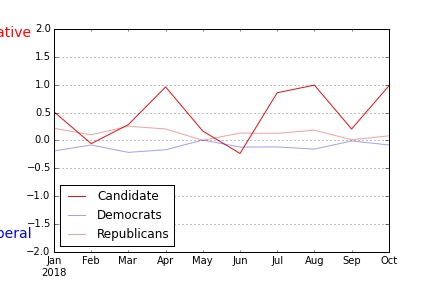 ative
2.0
1.5
1.0
0.5
0.0
−0.5
−1.0
−1.5
−2.0
beral
Candidate
Democrats
Republicans
Jan Feb Mar Apr May Jun Jul Aug Sep Oct
2018